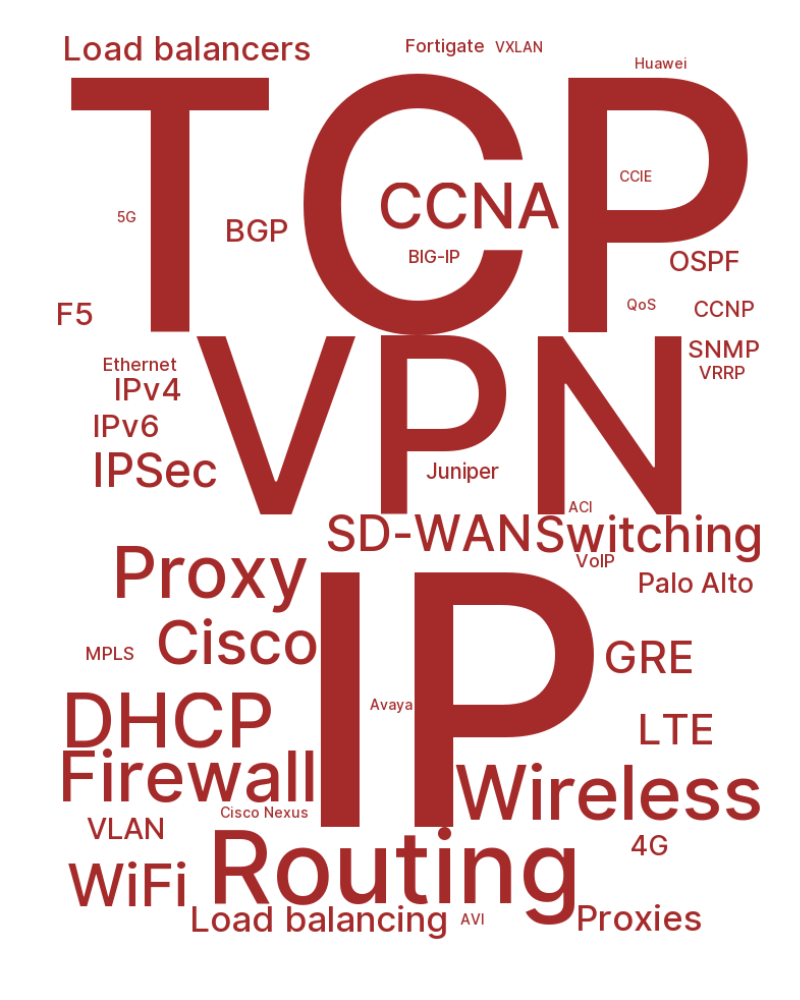 Load balancers
Fortigate
VXLAN
Huawei
TCP
CCIE
CCNA
5G
BGP
BIG-IP
OSPF
F5
QoS
CCNP
VPN
SNMP
Ethernet
VRRP
IPv4
IPv6
IPSec
Juniper
ACI
SD-WAN
Switching
VoIP
Proxy
Palo Alto
IP
Cisco
MPLS
GRE
Avaya
DHCP
LTE
Firewall
Wireless
Cisco Nexus
VLAN
4G
Routing
WiFi
Load balancing
AVI
Proxies